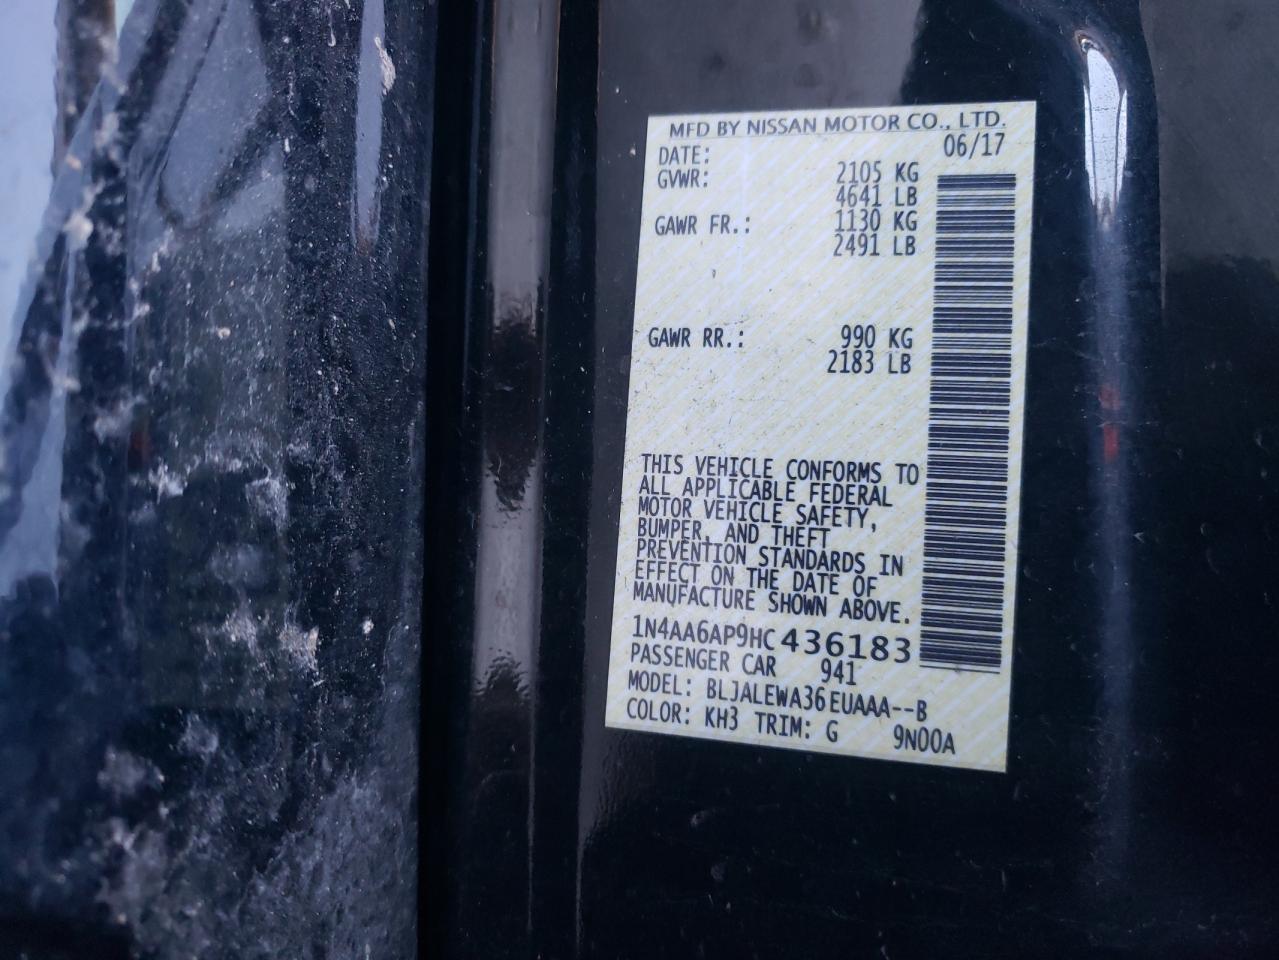 MFD BY NISSAN MOTOR CO., LTD.
DATE: 06/17
GVWR: 2105 KG
4641 LB
GAWR FR.: 1130 KG
2491 LB
GAWR RR.: 990 KG
2183 LB
THIS VEHICLE CONFORMS TO
ALL APPLICABLE FEDERAL
MOTOR VEHICLE SAFETY,
BUMPER, AND THEFT
PREVENTION STANDARDS IN
EFFECT ON THE DATE OF
MANUFACTURE SHOWN ABOVE.
1N4AA6AP9HC436183
PASSENGER CAR 941
MODEL: BLJALEWA36EUAAA--B
COLOR: KH3 TRIM: G 9N00A